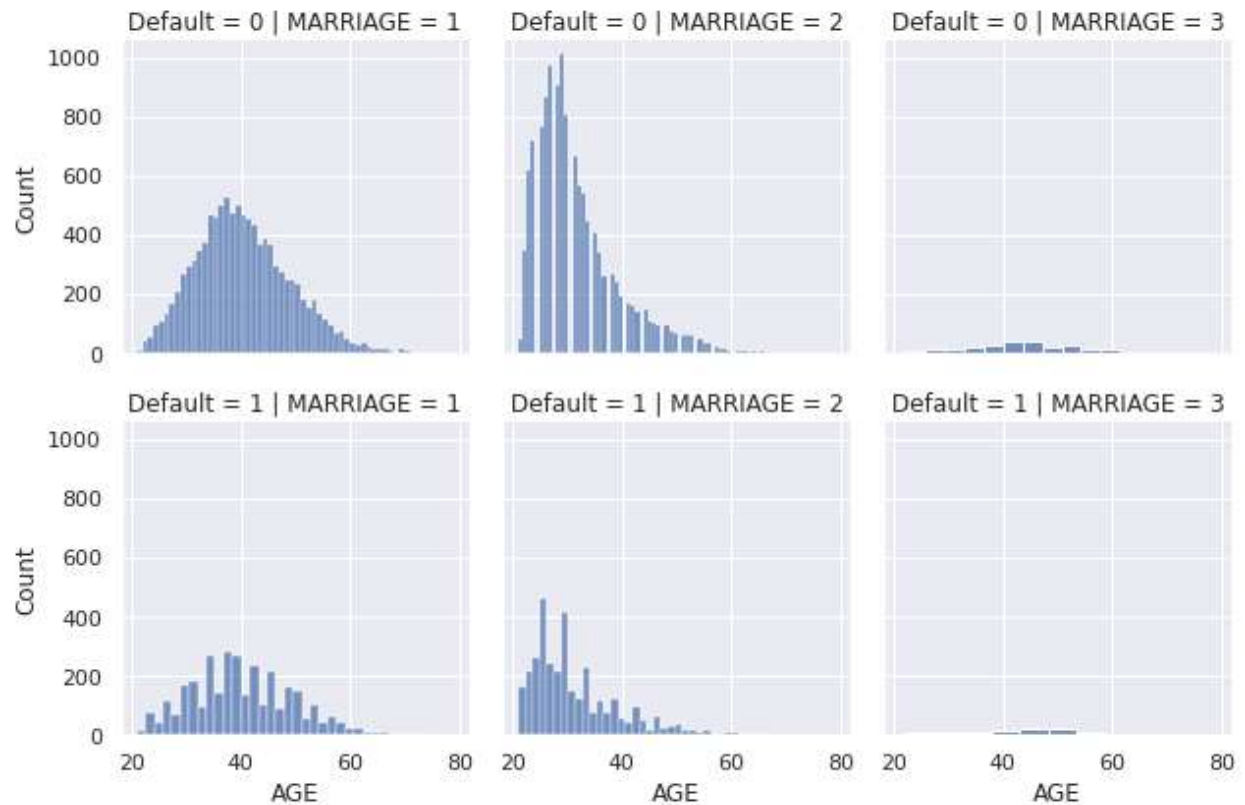 Default = 0 | MARRIAGE = 1
Default = 0 | MARRIAGE = 2
Default = 0 | MARRIAGE = 3
1000
800
600
400
200
0
Count
Default = 1 | MARRIAGE = 1
Default = 1 | MARRIAGE = 2
Default = 1 | MARRIAGE = 3
1000
800
600
400
200
0
Count
20 40 60 80
20 40 60 80
20 40 60 80
AGE
AGE
AGE